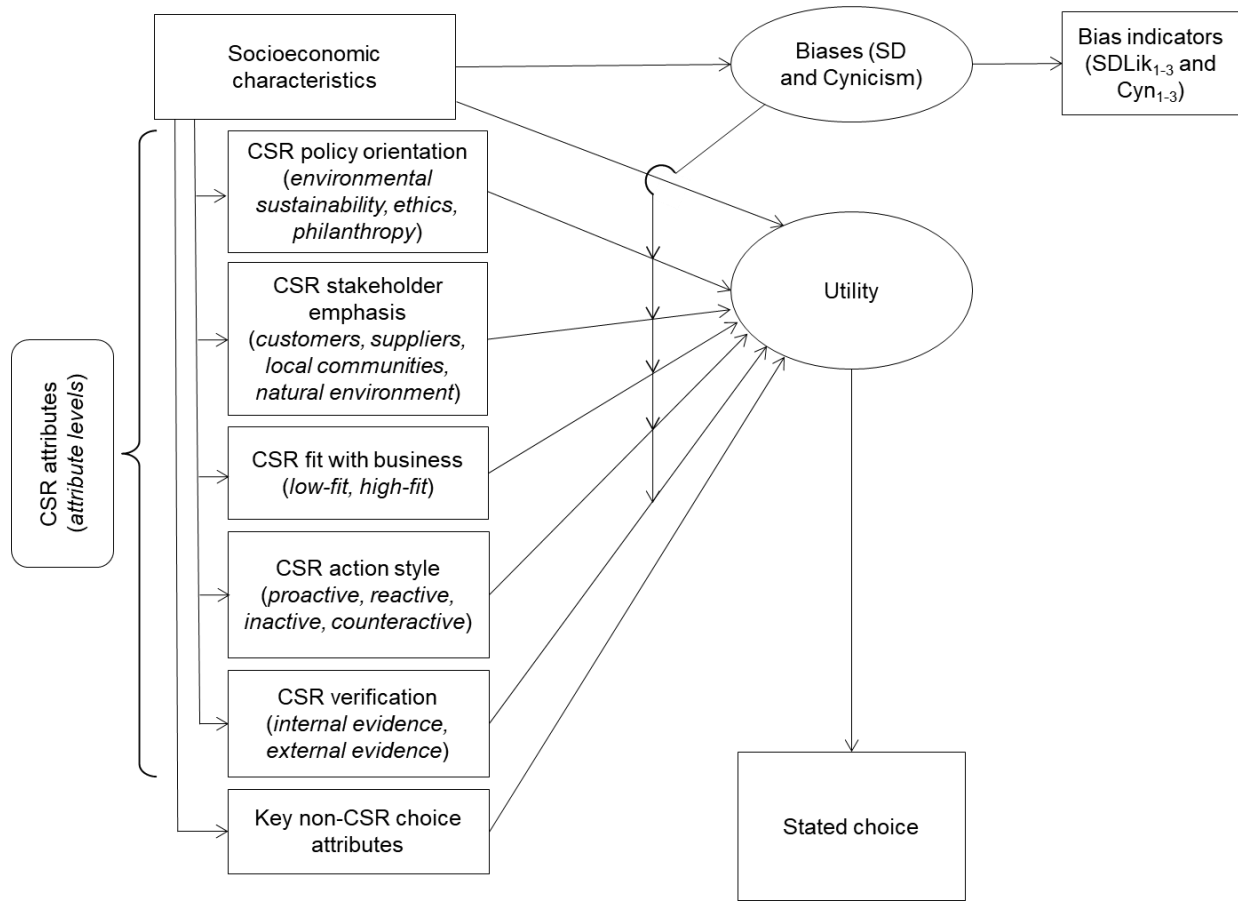 Socioeconomic
characteristics
Biases (SD
and Cynicism)
Bias indicators
(SDLik1-3 and
Cyn1-3)
CSR policy orientation
(environmental
sustainability, ethics,
philanthropy)
CSR stakeholder
emphasis
(customers, suppliers,
local communities,
natural environment)
Utility
CSR attributes
(attribute levels)
CSR fit with business
(low-fit, high-fit)
CSR action style
(proactive, reactive,
inactive, counteractive)
CSR verification
(internal evidence,
external evidence)
Key non-CSR choice
attributes
Stated choice